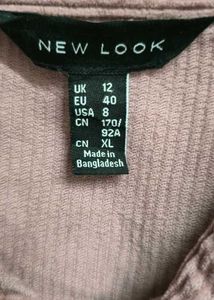 NEW LOOK
UK 12
EU 40
USA 8
CN 170/
92A
CN XL
Made in
Bangladesh